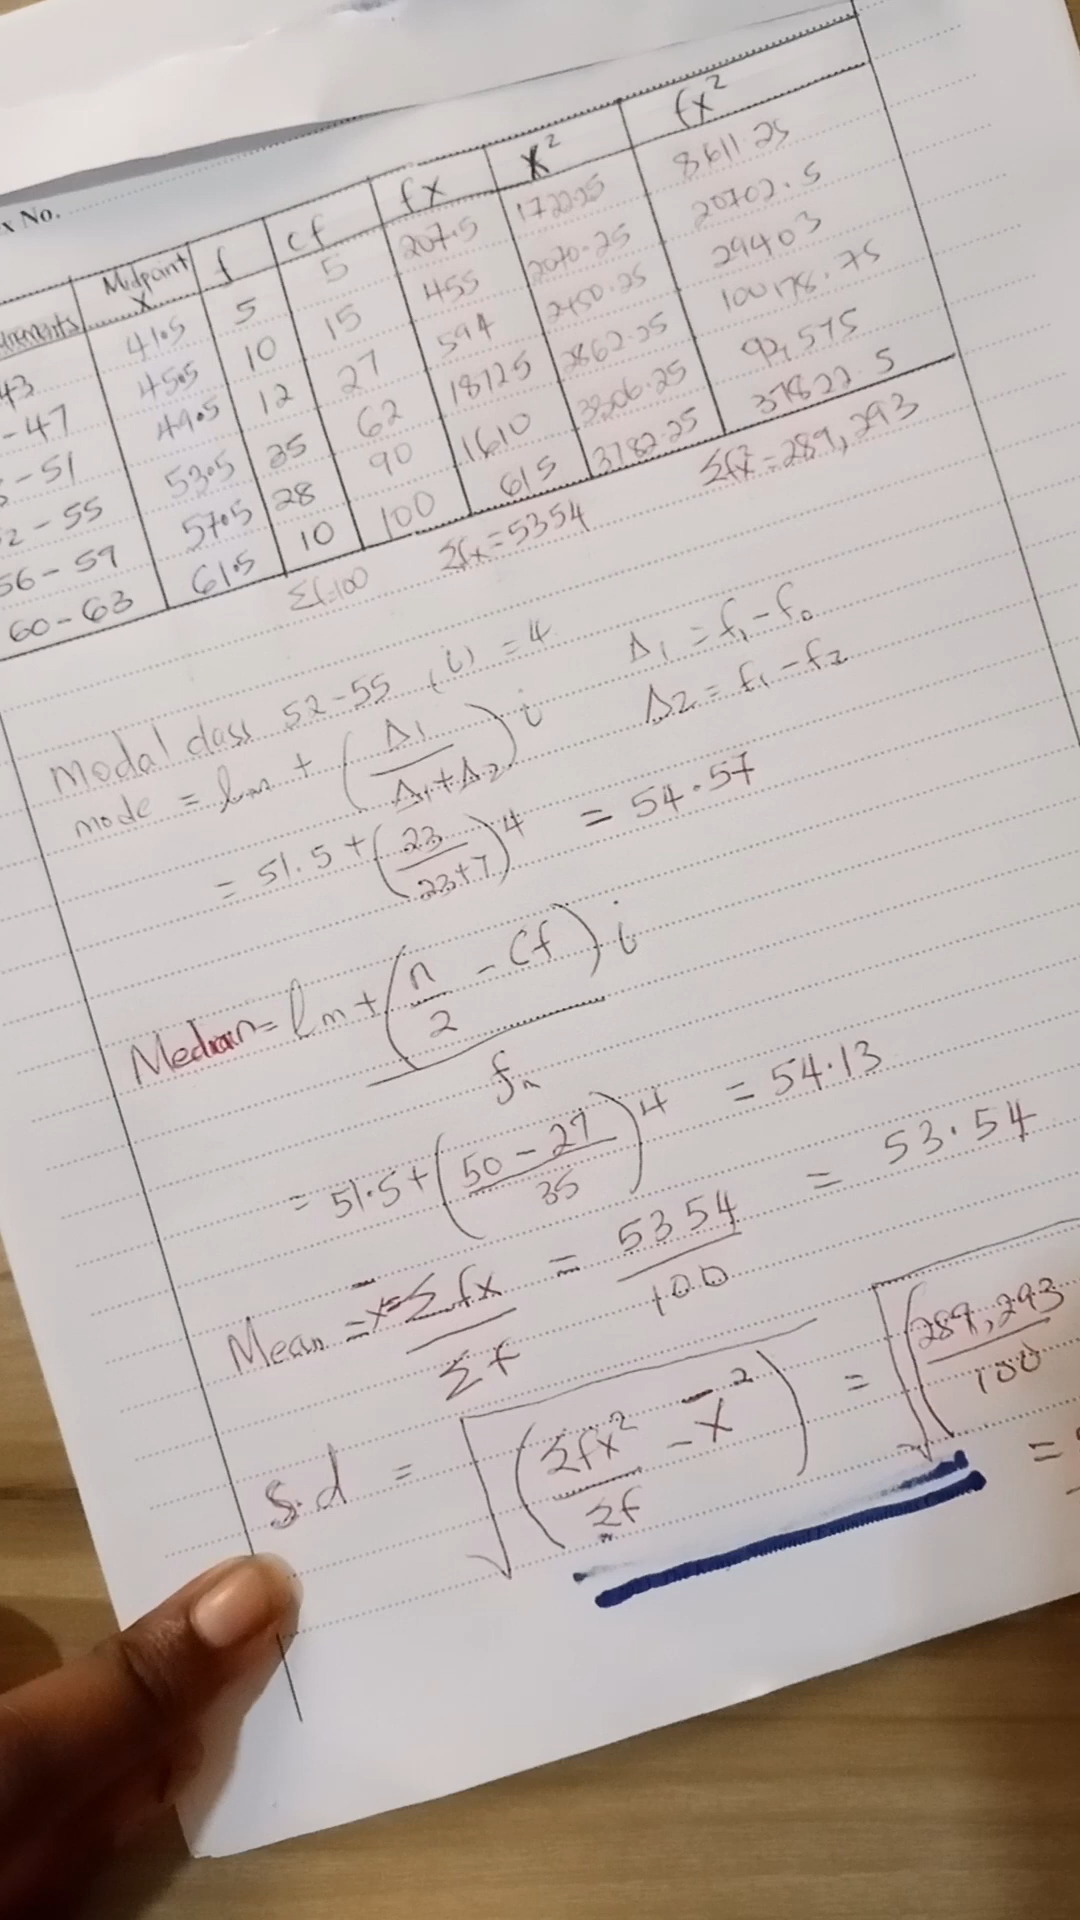 x No.
Midpoint x f cf fx x² fx²
43 41.5 5 5 207.5 1722.25 8611.25
-47 45.5 10 15 455 2070.25 20702.5
-51 49.5 12 27 594 2450.25 29403
2-55 53.5 35 62 1872.5 2862.25 100178.75
56-59 57.5 28 90 1610 3306.25 92,575
60-63 61.5 10 100 615 3782.25 37822.5
Σf=100 Σfx=5354 Σfx²=289,293
Modal class 52-55 (i) = 4 Δ1 = f1-f0
mode = lm + (Δ1/(Δ1+Δ2)) i Δ2 = f1-f2
= 51.5 + (23/(23+7)) 4 = 54.57
Median = lm + (n/2 - Cf) i / fn
= 51.5 + ((50-27)/35) 4 = 54.13
Mean = x̄ = Σfx/Σf = 5354/100 = 53.54
S.d = √(Σfx²/Σf - x̄²) = √(289,293/100
=